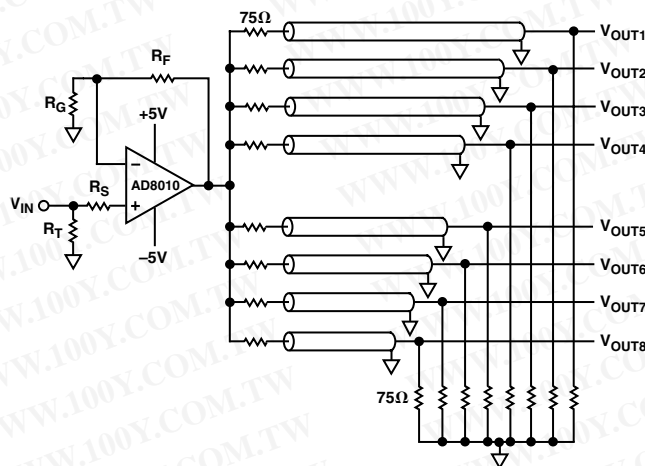 75Ω
VOUT1
VOUT2
RF
RG
VOUT3
+5V
VOUT4
–
AD8010
RS
VIN
+
RT
VOUT5
–5V
VOUT6
VOUT7
VOUT8
75Ω
WWW.100Y.COM.TW